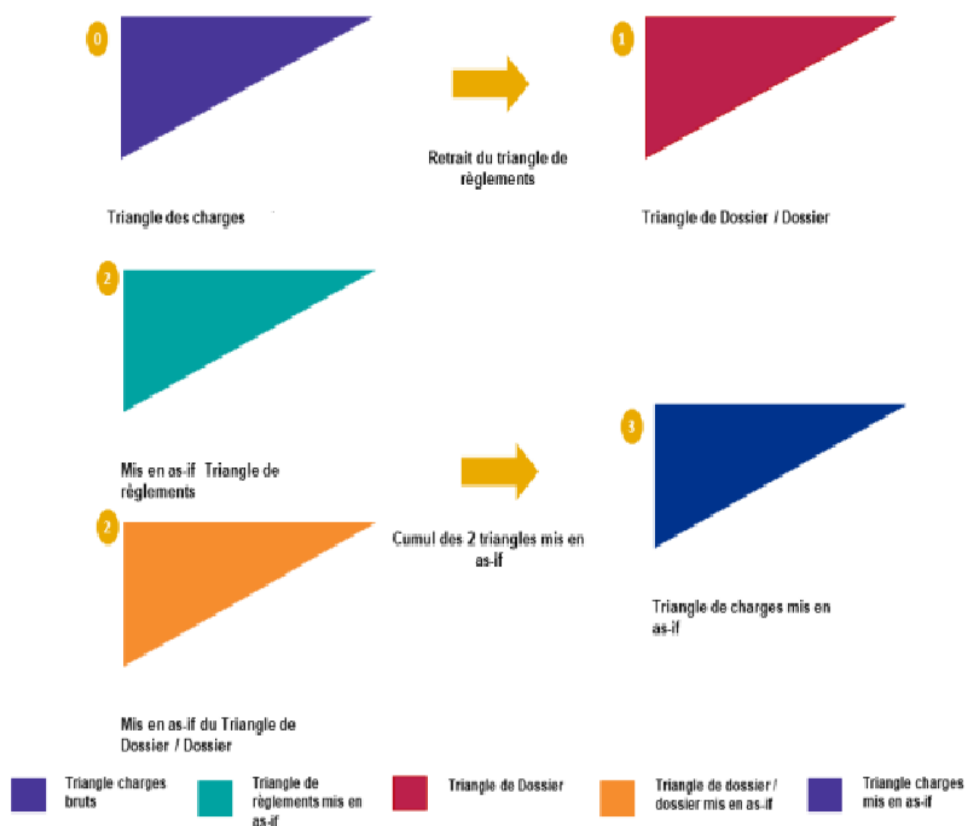 0
1
Retrait du triangle de
règlements
Triangle des charges
Triangle de Dossier / Dossier
2
3
Mis en as-if Triangle de
règlements
2
Cumul des 2 triangles mis en
as-if
Triangle de charges mis en
as-if
Mis en as-if du Triangle de
Dossier / Dossier
Triangle charges
bruts
Triangle de
règlements mis en
as-if
Triangle de Dossier
Triangle de dossier /
dossier mis en as-if
Triangle charges
mis en as-if